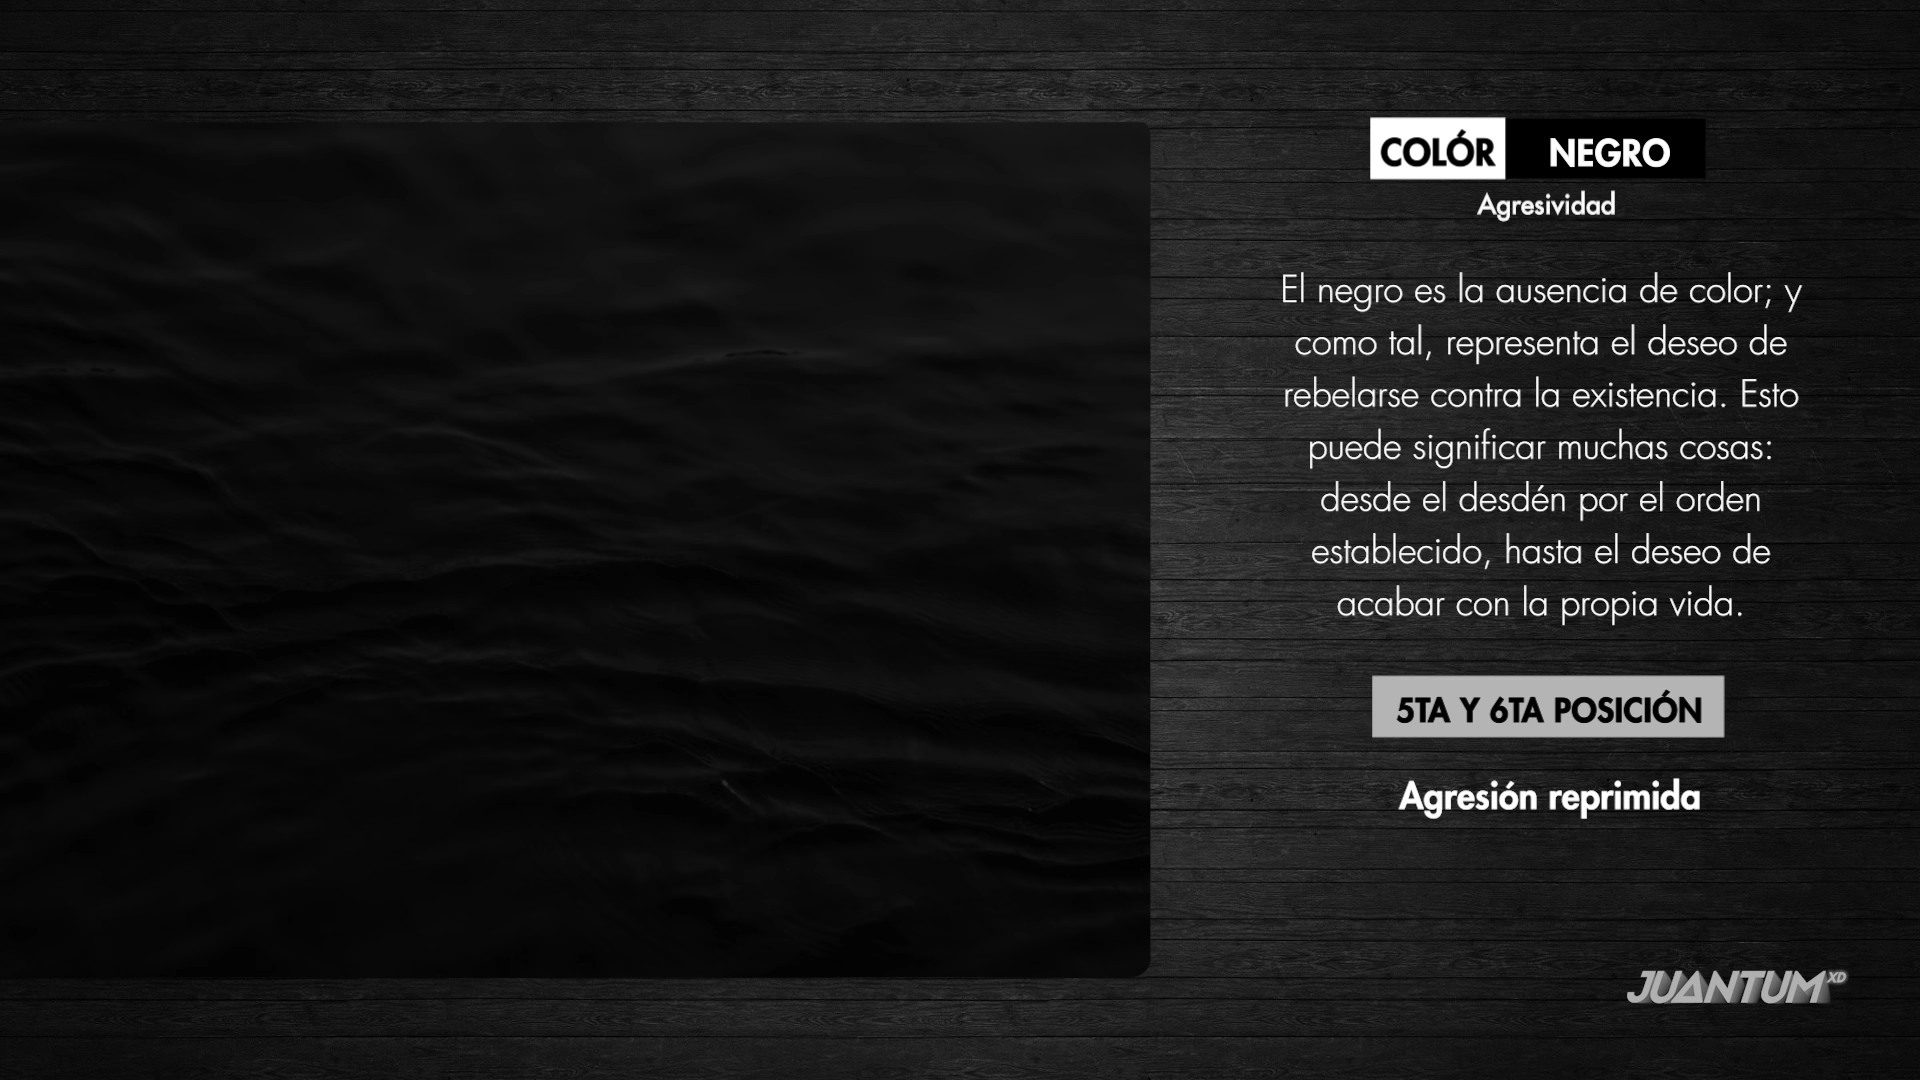 COLÓR NEGRO
Agresividad
El negro es la ausencia de color; y
como tal, representa el deseo de
rebelarse contra la existencia. Esto
puede significar muchas cosas:
desde el desdén por el orden
establecido, hasta el deseo de
acabar con la propia vida.
5TA Y 6TA POSICIÓN
Agresión reprimida
JUANTUM XD